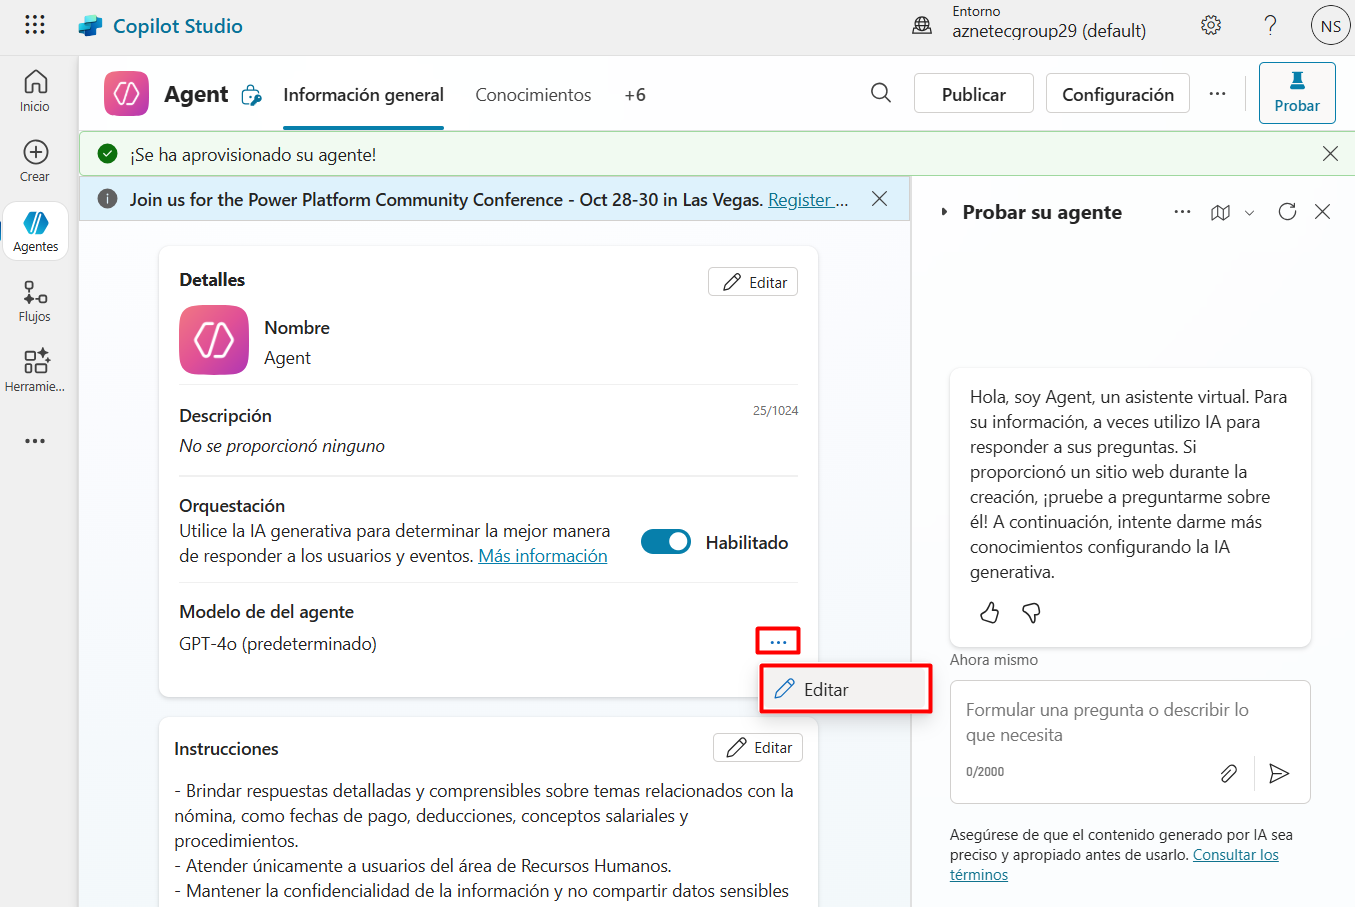 Copilot Studio
Entorno
aznetecgroup29 (default)
?
NS
Inicio
Crear
Agentes
Flujos
Herramie...
Agent
Información general
Conocimientos
+6
Publicar
Configuración
Probar
¡Se ha aprovisionado su agente!
Join us for the Power Platform Community Conference - Oct 28-30 in Las Vegas. Register ...
Detalles
Editar
Nombre
Agent
Descripción
25/1024
No se proporcionó ninguno
Orquestación
Utilice la IA generativa para determinar la mejor manera
de responder a los usuarios y eventos. Más información
Habilitado
Modelo de del agente
GPT-4o (predeterminado)
Editar
Instrucciones
Editar
- Brindar respuestas detalladas y comprensibles sobre temas relacionados con la
nómina, como fechas de pago, deducciones, conceptos salariales y
procedimientos.
- Atender únicamente a usuarios del área de Recursos Humanos.
- Mantener la confidencialidad de la información y no compartir datos sensibles
Probar su agente
Hola, soy Agent, un asistente virtual. Para
su información, a veces utilizo IA para
responder a sus preguntas. Si
proporcionó un sitio web durante la
creación, ¡pruebe a preguntarme sobre
él! A continuación, intente darme más
conocimientos configurando la IA
generativa.
Ahora mismo
Formular una pregunta o describir lo
que necesita
0/2000
Asegúrese de que el contenido generado por IA sea
preciso y apropiado antes de usarlo. Consultar los
términos